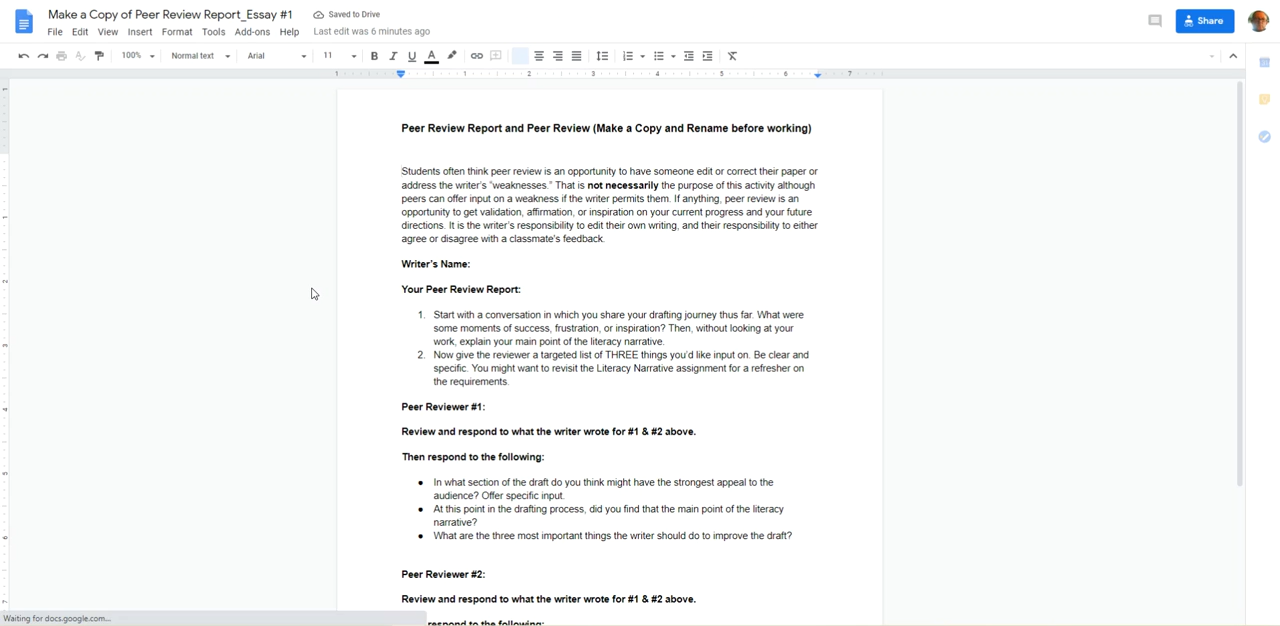 Make a Copy of Peer Review Report_Essay #1
Saved to Drive
File Edit View Insert Format Tools Add-ons Help
Last edit was 6 minutes ago
Share
100% Normal text Arial 11 B I U A
1 1 2 3 4 5 6 7
Peer Review Report and Peer Review (Make a Copy and Rename before working)
Students often think peer review is an opportunity to have someone edit or correct their paper or
address the writer's "weaknesses." That is not necessarily the purpose of this activity although
peers can offer input on a weakness if the writer permits them. If anything, peer review is an
opportunity to get validation, affirmation, or inspiration on your current progress and your future
directions. It is the writer's responsibility to edit their own writing, and their responsibility to either
agree or disagree with a classmate's feedback.
Writer's Name:
Your Peer Review Report:
1. Start with a conversation in which you share your drafting journey thus far. What were
some moments of success, frustration, or inspiration? Then, without looking at your
work, explain your main point of the literacy narrative.
2. Now give the reviewer a targeted list of THREE things you'd like input on. Be clear and
specific. You might want to revisit the Literacy Narrative assignment for a refresher on
the requirements.
Peer Reviewer #1:
Review and respond to what the writer wrote for #1 & #2 above.
Then respond to the following:
● In what section of the draft do you think might have the strongest appeal to the
audience? Offer specific input.
● At this point in the drafting process, did you find that the main point of the literacy
narrative?
● What are the three most important things the writer should do to improve the draft?
Peer Reviewer #2:
Review and respond to what the writer wrote for #1 & #2 above.
respond to the following:
Waiting for docs.google.com...